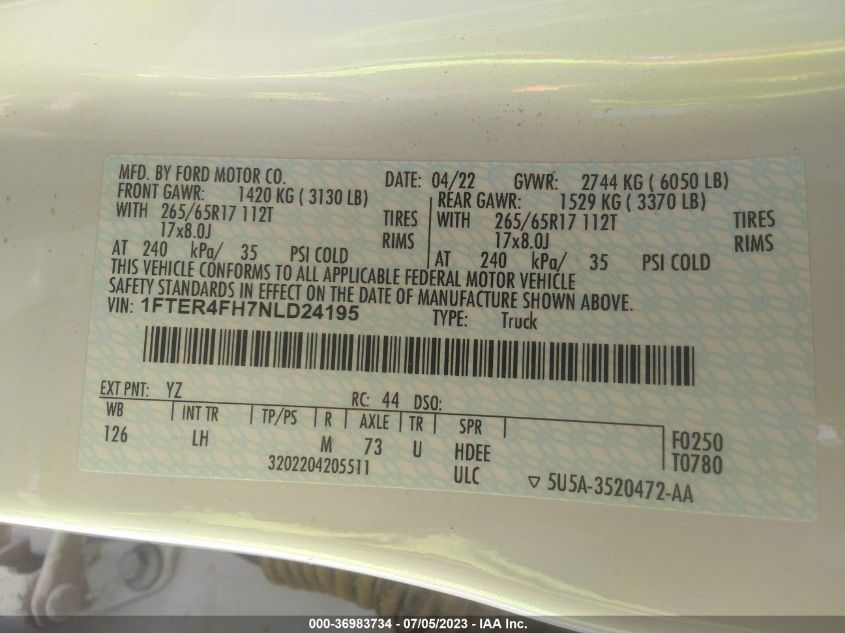 MFD. BY FORD MOTOR CO. DATE: 04/22 GVWR: 2744 KG ( 6050 LB)
FRONT GAWR: 1420 KG ( 3130 LB) REAR GAWR: 1529 KG ( 3370 LB)
WITH 265/65R17 112T TIRES WITH 265/65R17 112T TIRES
17x8.0J RIMS 17x8.0J RIMS
AT 240 kPa/ 35 PSI COLD AT 240 kPa/ 35 PSI COLD
THIS VEHICLE CONFORMS TO ALL APPLICABLE FEDERAL MOTOR VEHICLE
SAFETY STANDARDS IN EFFECT ON THE DATE OF MANUFACTURE SHOWN ABOVE.
VIN: 1FTER4FH7NLD24195 TYPE: Truck
EXT PNT: YZ RC: 44 DSO:
WB INT TR TP/PS R AXLE TR SPR
126 LH M 73 U HDEE F0250
3202204205511 ULC T0780
▽ 5U5A-3520472-AA
000-36983734 - 07/05/2023 - IAA Inc.